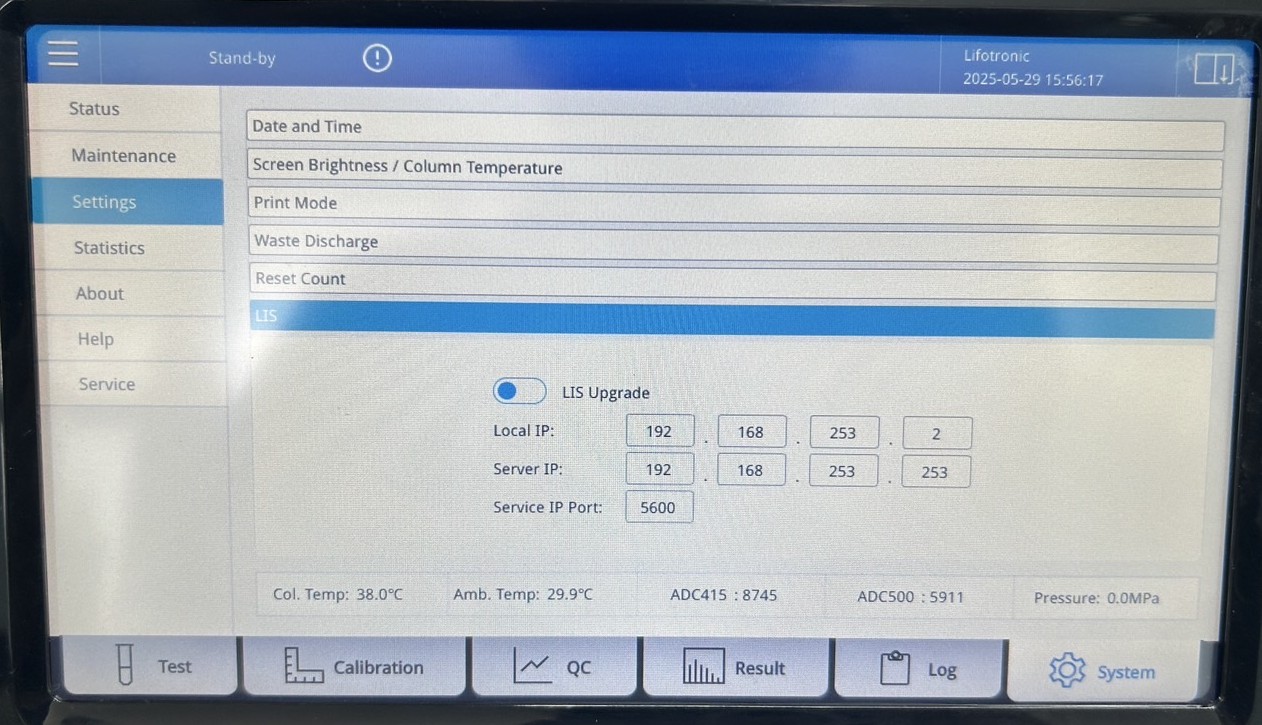 Stand-by
Lifotronic
2025-05-29 15:56:17
Status
Maintenance
Settings
Statistics
About
Help
Service
Date and Time
Screen Brightness / Column Temperature
Print Mode
Waste Discharge
Reset Count
LIS
LIS Upgrade
Local IP: 192 . 168 . 253 . 2
Server IP: 192 . 168 . 253 . 253
Service IP Port: 5600
Col. Temp: 38.0℃ Amb. Temp: 29.9℃ ADC415 : 8745 ADC500 : 5911 Pressure: 0.0MPa
Test Calibration QC Result Log System